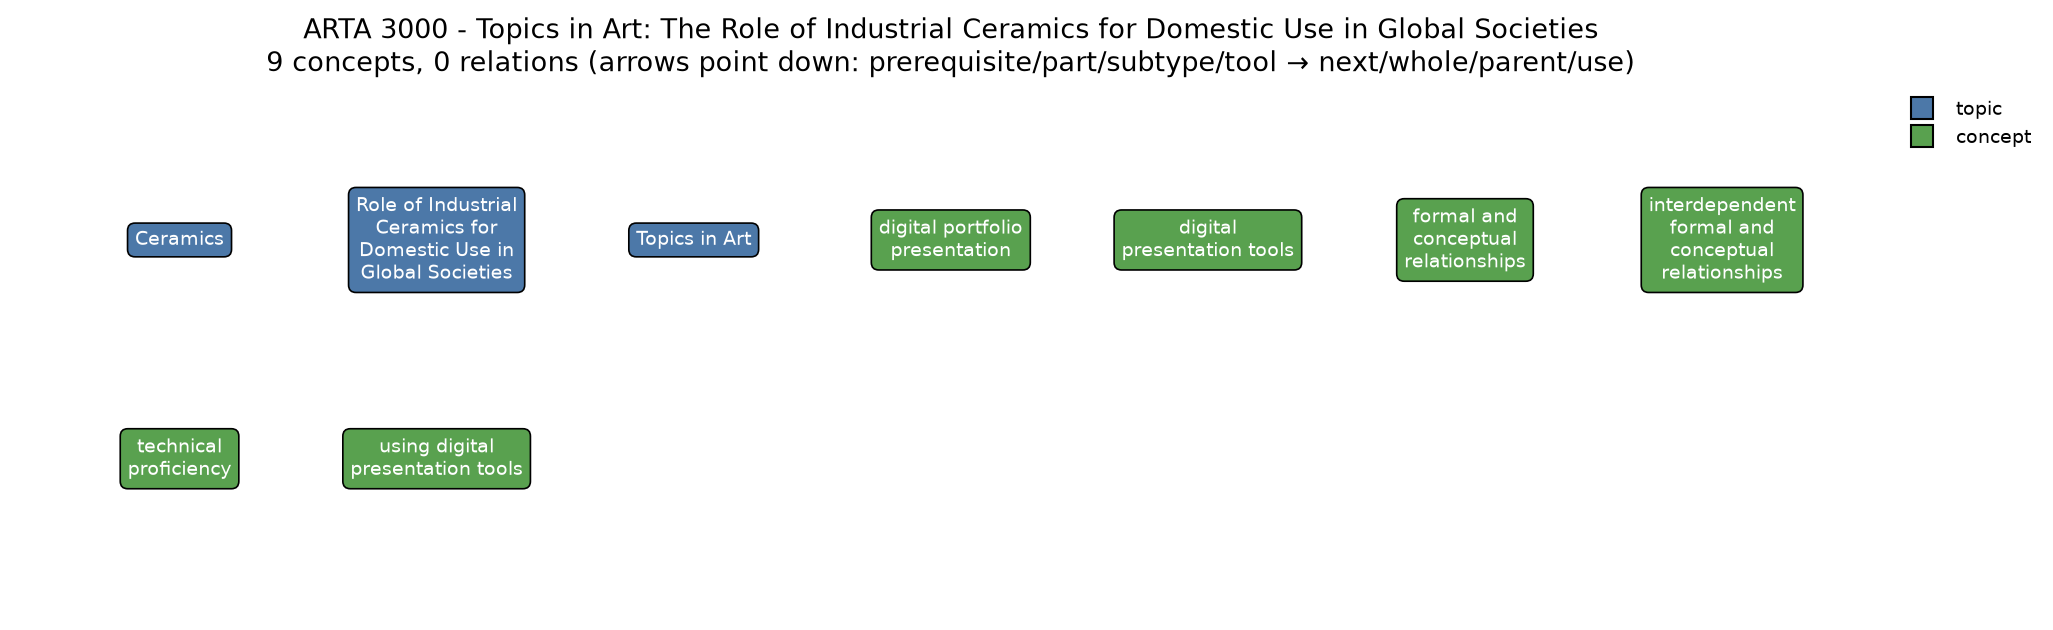 ARTA 3000 - Topics in Art: The Role of Industrial Ceramics for Domestic Use in Global Societies
9 concepts, 0 relations (arrows point down: prerequisite/part/subtype/tool → next/whole/parent/use)
topic
concept
Ceramics
Role of Industrial
Ceramics for
Domestic Use in
Global Societies
Topics in Art
digital portfolio
presentation
digital
presentation tools
formal and
conceptual
relationships
interdependent
formal and
conceptual
relationships
technical
proficiency
using digital
presentation tools